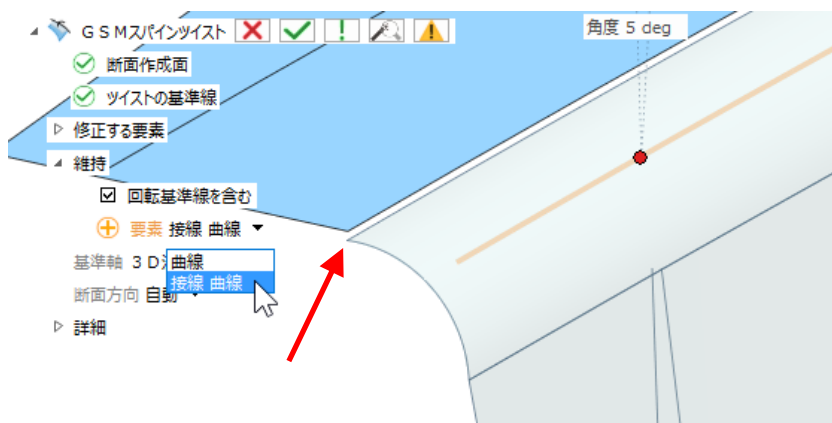 GSMスパインツイスト
角度 5 deg
断面作成面
ツイストの基準線
修正する要素
維持
回転基準線を含む
要素 接線 曲線
基準軸 3D 曲線
接線 曲線
断面方向 自動
詳細